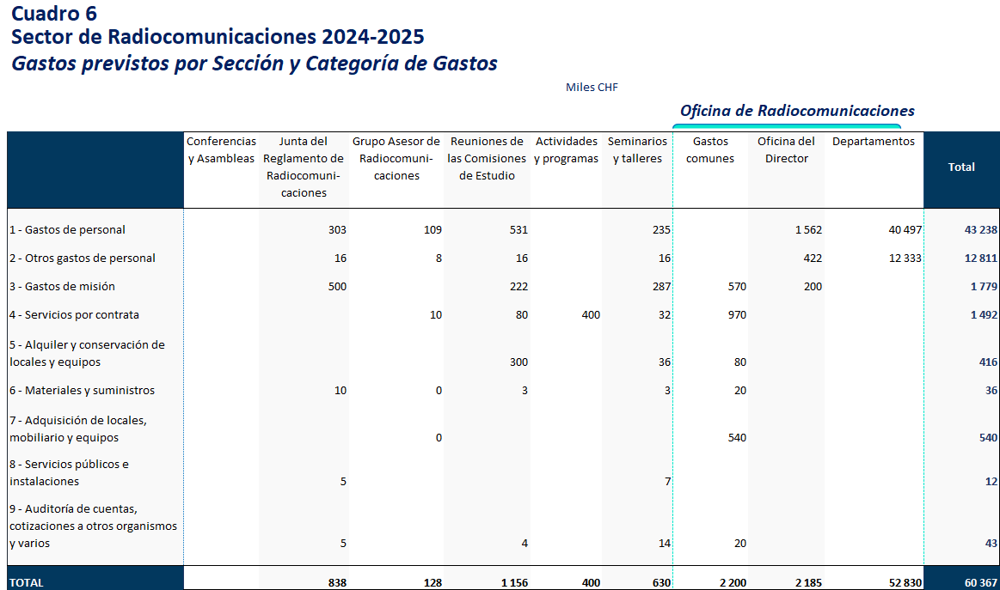 Cuadro 6
Sector de Radiocomunicaciones 2024-2025
Gastos previstos por Sección y Categoría de Gastos
Miles CHF
Oficina de Radiocomunicaciones
Conferencias y Asambleas Junta del Reglamento de Radiocomuni-caciones Grupo Asesor de Radiocomuni-caciones Reuniones de las Comisiones de Estudio Actividades y programas Seminarios y talleres Gastos comunes Oficina del Director Departamentos Total
1 - Gastos de personal 303 109 531 235 1 562 40 497 43 238
2 - Otros gastos de personal 16 8 16 16 422 12 333 12 811
3 - Gastos de misión 500 222 287 570 200 1 779
4 - Servicios por contrata 10 80 400 32 970 1 492
5 - Alquiler y conservación de
locales y equipos 300 36 80 416
6 - Materiales y suministros 10 0 3 3 20 36
7 - Adquisición de locales,
mobiliario y equipos 0 540 540
8 - Servicios públicos e
instalaciones 5 7 12
9 - Auditoría de cuentas,
cotizaciones a otros organismos
y varios 5 4 14 20 43
TOTAL 838 128 1 156 400 630 2 200 2 185 52 830 60 367